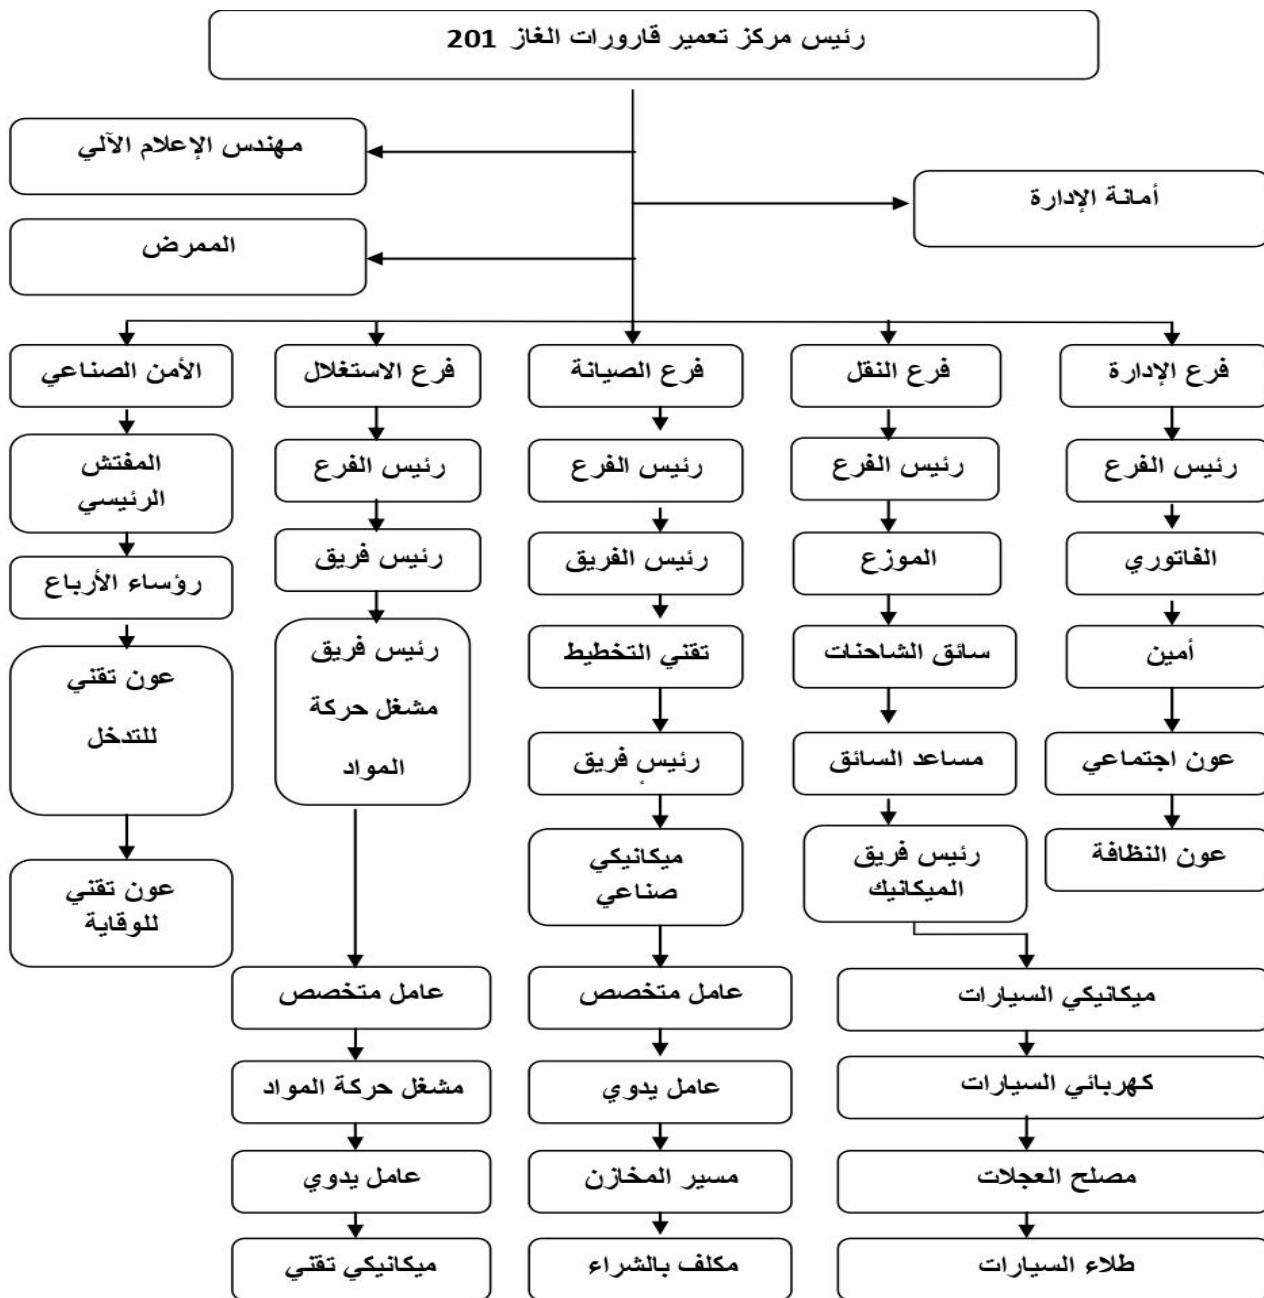 رئيس مركز تعمير قارورات الغاز 201
مهندس الإعلام الآلي
أمانة الإدارة
الممرض
فرع الإدارة
فرع النقل
فرع الصيانة
فرع الاستغلال
الأمن الصناعي
رئيس الفرع
رئيس الفرع
رئيس الفرع
رئيس الفرع
المفتش
الرئيسي
الفاتوري
الموزع
رئيس الفريق
رئيس فريق
رؤساء الأرباع
أمين
سائق الشاحنات
تقني التخطيط
رئيس فريق
مشغل حركة
المواد
عون تقني
للتدخل
عون اجتماعي
مساعد السائق
رئيس فريق
عون النظافة
رئيس فريق
الميكانيك
ميكانيكي
صناعي
عون تقني
للوقاية
ميكانيكي السيارات
عامل متخصص
عامل متخصص
كهربائي السيارات
عامل يدوي
مشغل حركة المواد
مصلح العجلات
مسير المخازن
عامل يدوي
طلاء السيارات
مكلف بالشراء
ميكانيكي تقني